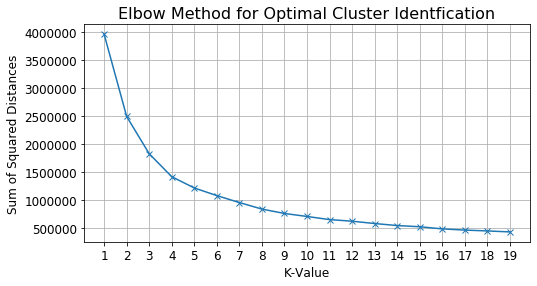 Elbow Method for Optimal Cluster Identfication
Sum of Squared Distances
4000000
3500000
3000000
2500000
2000000
1500000
1000000
500000
1 2 3 4 5 6 7 8 9 10 11 12 13 14 15 16 17 18 19
K-Value